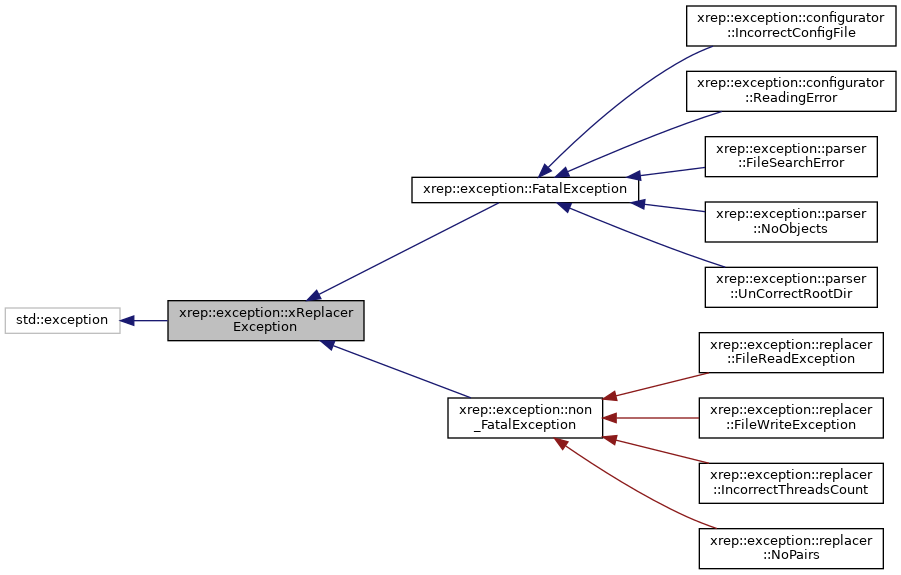 xrep::exception::configurator
::IncorrectConfigFile
xrep::exception::configurator
::ReadingError
xrep::exception::parser
::FileSearchError
xrep::exception::FatalException
xrep::exception::parser
::NoObjects
xrep::exception::parser
::UnCorrectRootDir
std::exception
xrep::exception::xReplacer
Exception
xrep::exception::replacer
::FileReadException
xrep::exception::non
_FatalException
xrep::exception::replacer
::FileWriteException
xrep::exception::replacer
::IncorrectThreadsCount
xrep::exception::replacer
::NoPairs